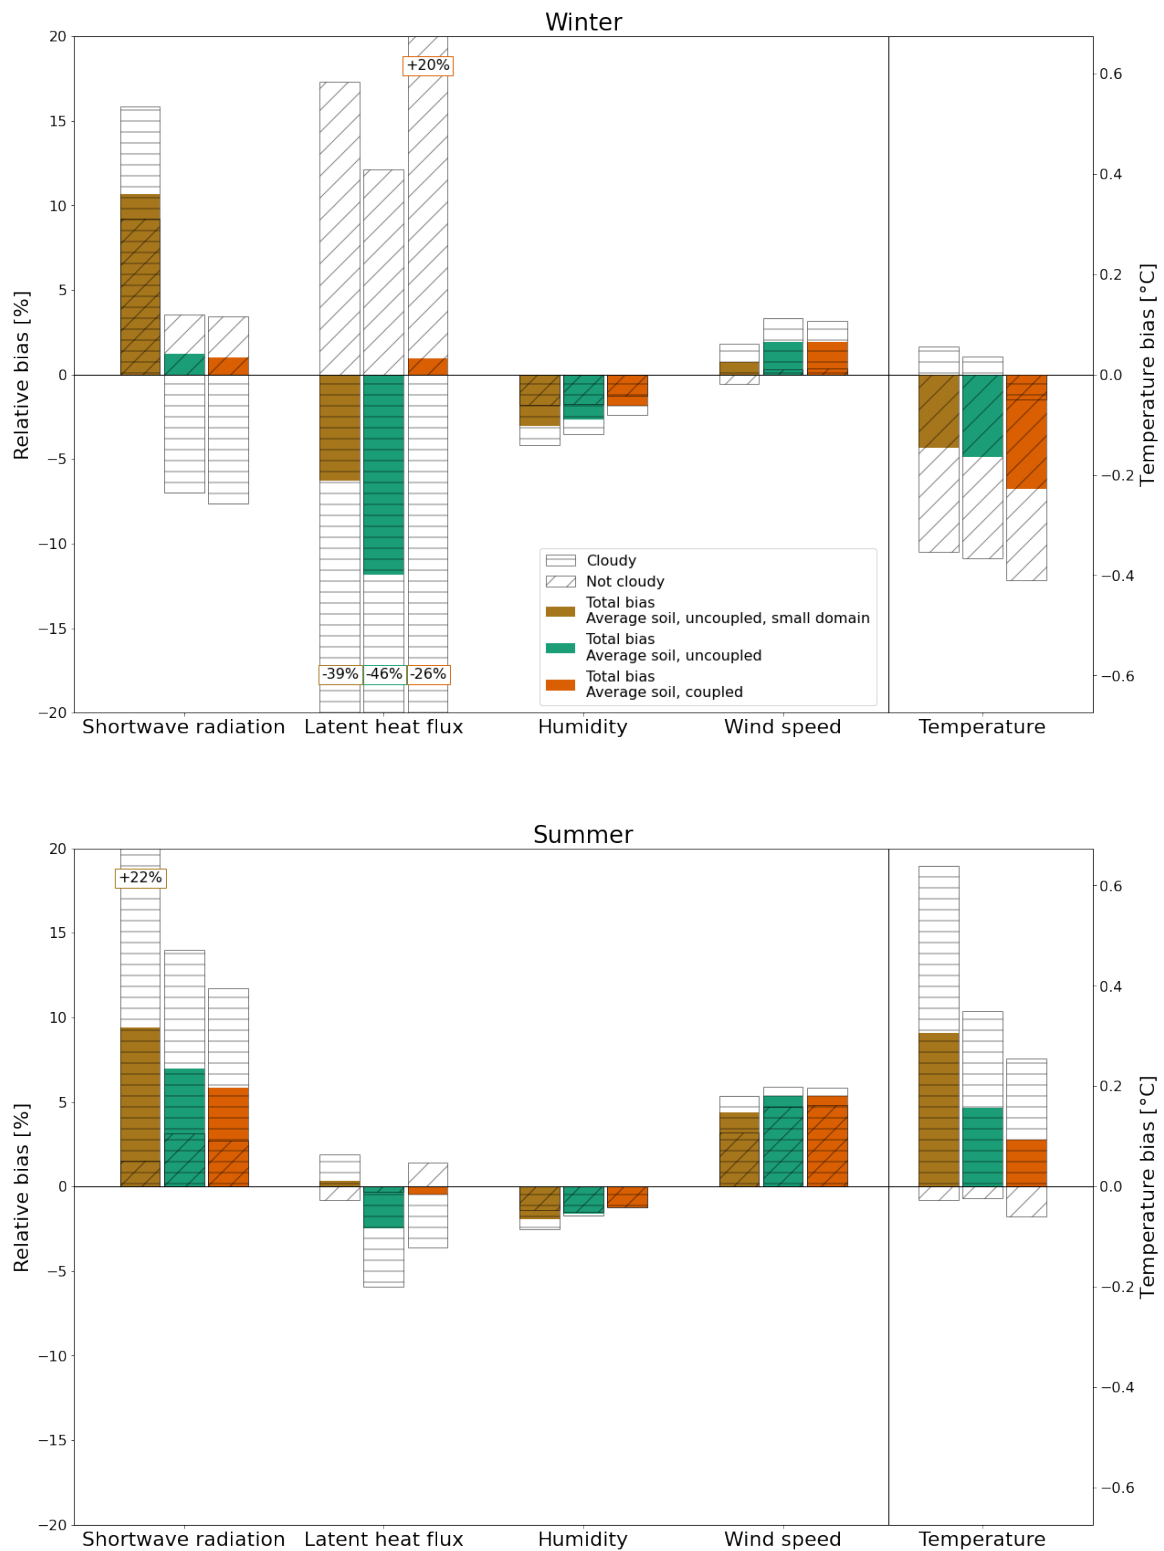 Winter
20
15
10
5
0
−5
−10
−15
−20
Relative bias [%]
0.6
0.4
0.2
0.0
−0.2
−0.4
−0.6
Temperature bias [°C]
+20%
-39%
-46%
-26%
Cloudy
Not cloudy
Total bias
Average soil, uncoupled, small domain
Total bias
Average soil, uncoupled
Total bias
Average soil, coupled
Shortwave radiation
Latent heat flux
Humidity
Wind speed
Temperature
Summer
20
15
10
5
0
−5
−10
−15
−20
Relative bias [%]
0.6
0.4
0.2
0.0
−0.2
−0.4
−0.6
Temperature bias [°C]
+22%
Shortwave radiation
Latent heat flux
Humidity
Wind speed
Temperature